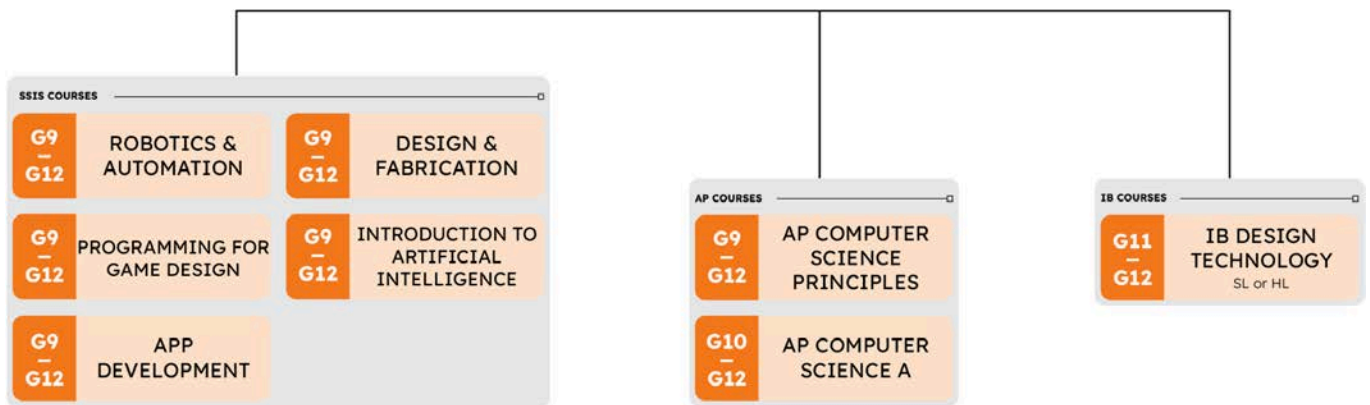 SSIS COURSES
G9
—
G12
ROBOTICS &
AUTOMATION
G9
—
G12
DESIGN &
FABRICATION
G9
—
G12
PROGRAMMING FOR
GAME DESIGN
G9
—
G12
INTRODUCTION TO
ARTIFICIAL
INTELLIGENCE
G9
—
G12
APP
DEVELOPMENT
AP COURSES
G9
—
G12
AP COMPUTER
SCIENCE
PRINCIPLES
G10
—
G12
AP COMPUTER
SCIENCE A
IB COURSES
G11
—
G12
IB DESIGN
TECHNOLOGY
SL or HL